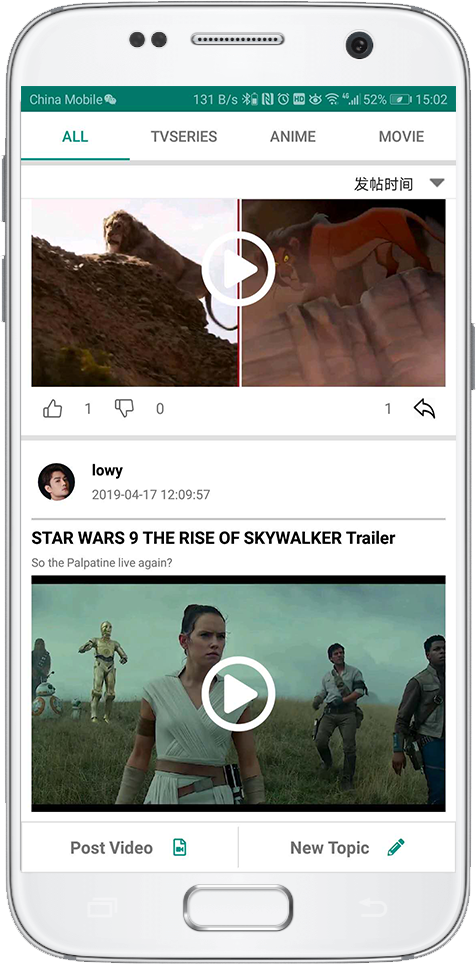 China Mobile 131 B/s HD 4G 52% 15:02
ALL TVSERIES ANIME MOVIE
发帖时间
1 0 1
lowy
2019-04-17 12:09:57
STAR WARS 9 THE RISE OF SKYWALKER Trailer
So the Palpatine live again?
Post Video New Topic